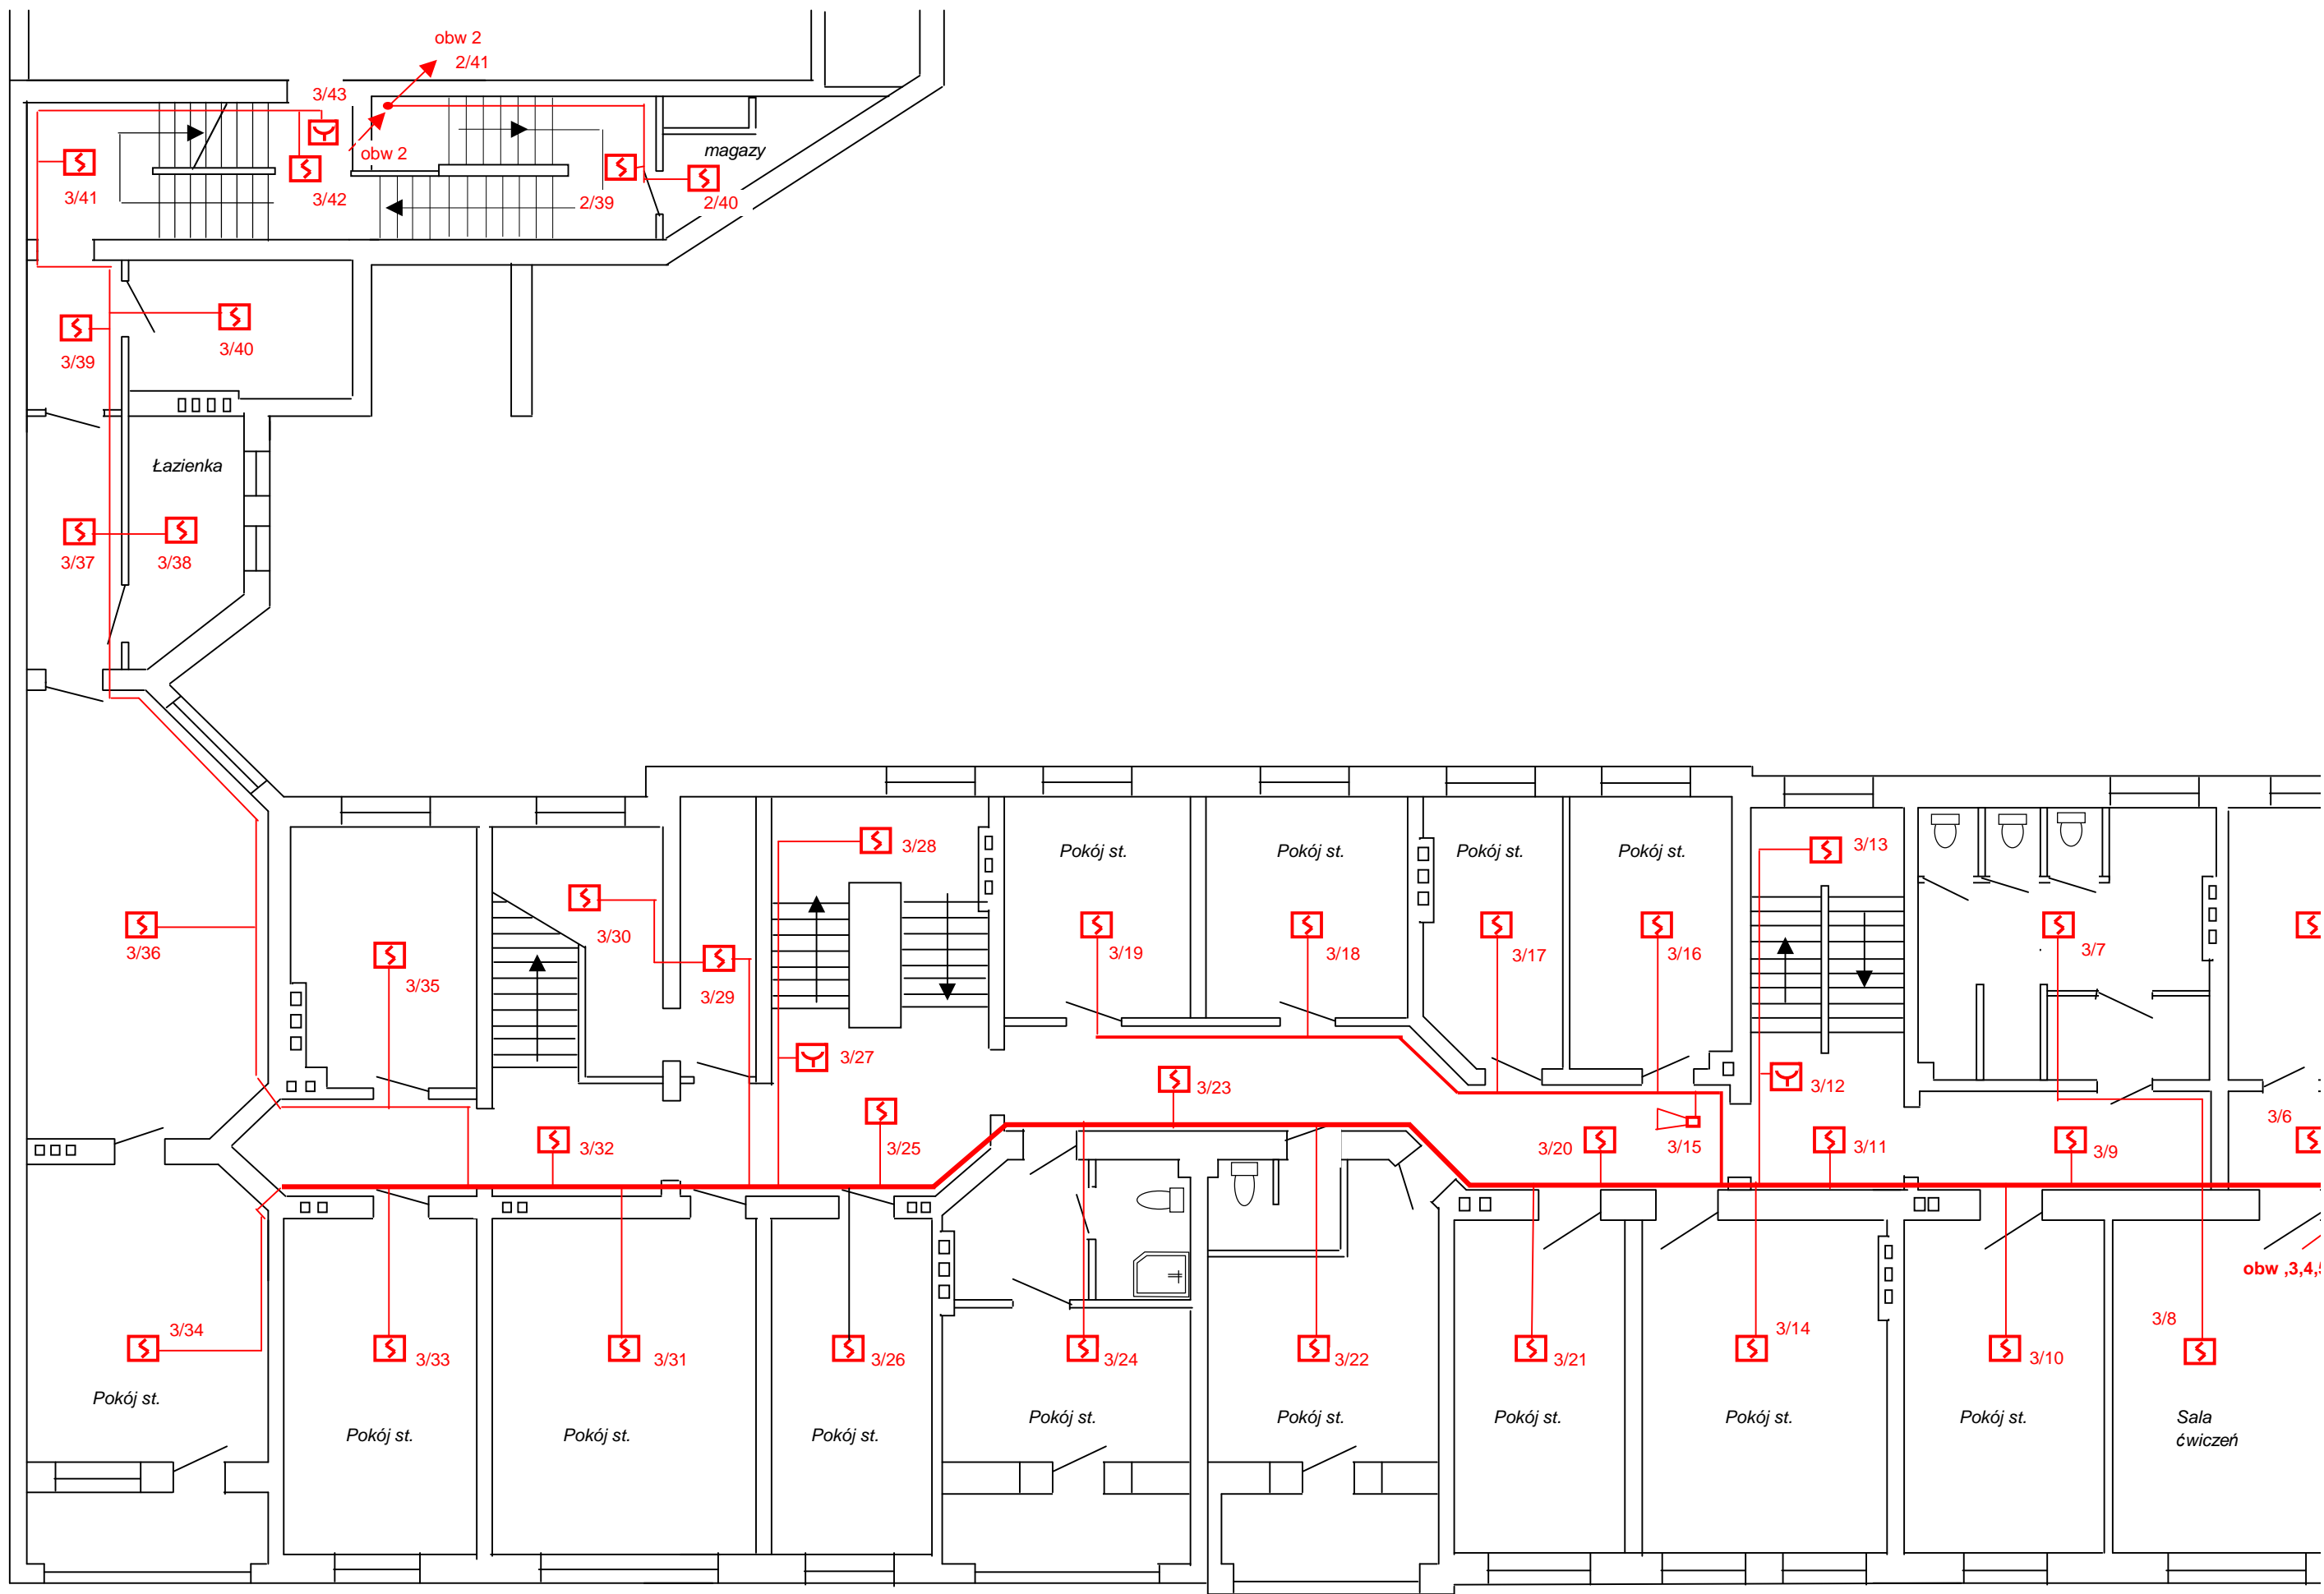 obw 2
2/41
3/43
obw 2
magazy
3/41
3/42
2/39
2/40
3/39
3/40
Łazienka
3/37
3/38
3/28
Pokój st.
Pokój st.
Pokój st.
Pokój st.
3/13
3/30
3/36
3/35
3/29
3/19
3/18
3/17
3/16
3/7
3/27
3/23
3/12
3/6
3/32
3/25
3/20
3/15
3/11
3/9
obw ,3,4,
3/34
3/33
3/31
3/26
3/24
3/22
3/21
3/14
3/10
3/8
Pokój st.
Pokój st.
Pokój st.
Pokój st.
Pokój st.
Pokój st.
Pokój st.
Pokój st.
Pokój st.
Sala
ćwiczeń